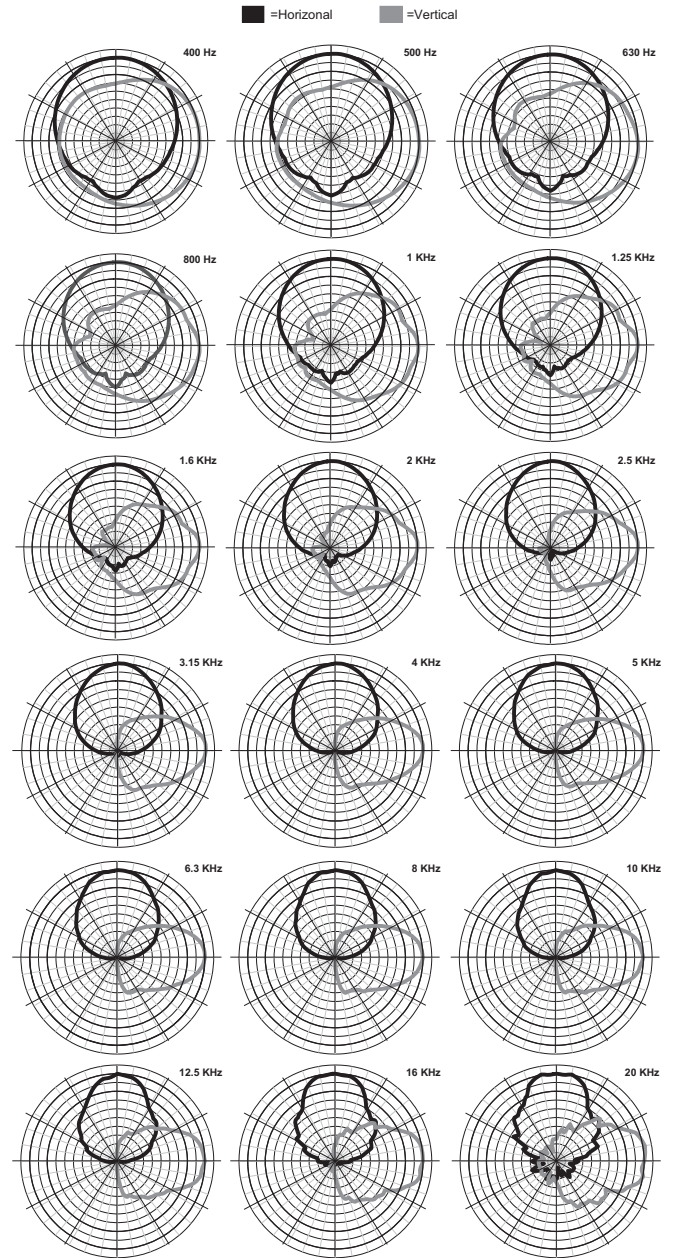 =Horizonal =Vertical
400 Hz 500 Hz 630 Hz
800 Hz 1 KHz 1.25 KHz
1.6 KHz 2 KHz 2.5 KHz
3.15 KHz 4 KHz 5 KHz
6.3 KHz 8 KHz 10 KHz
12.5 KHz 16 KHz 20 KHz